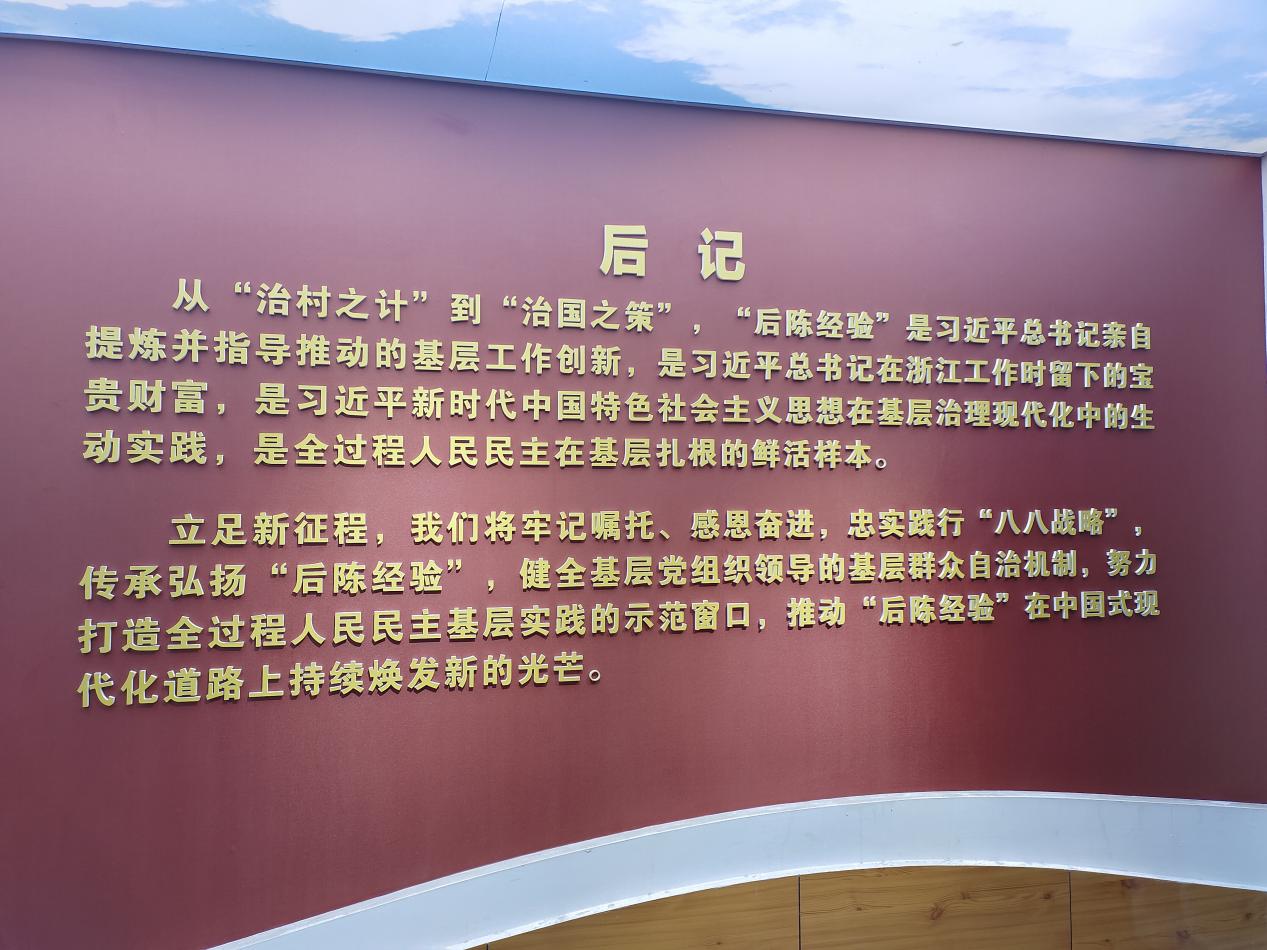 后 记
从“治村之计”到“治国之策”，“后陈经验”是习近平总书记亲自
提炼并指导推动的基层工作创新，是习近平总书记在浙江工作时留下的宝
贵财富，是习近平新时代中国特色社会主义思想在基层治理现代化中的生
动实践，是全过程人民民主在基层扎根的鲜活样本。
立足新征程，我们将牢记嘱托、感恩奋进，忠实践行“八八战略”，
传承弘扬“后陈经验”，健全基层党组织领导的基层群众自治机制，努力
打造全过程人民民主基层实践的示范窗口，推动“后陈经验”在中国式现
代化道路上持续焕发新的光芒。